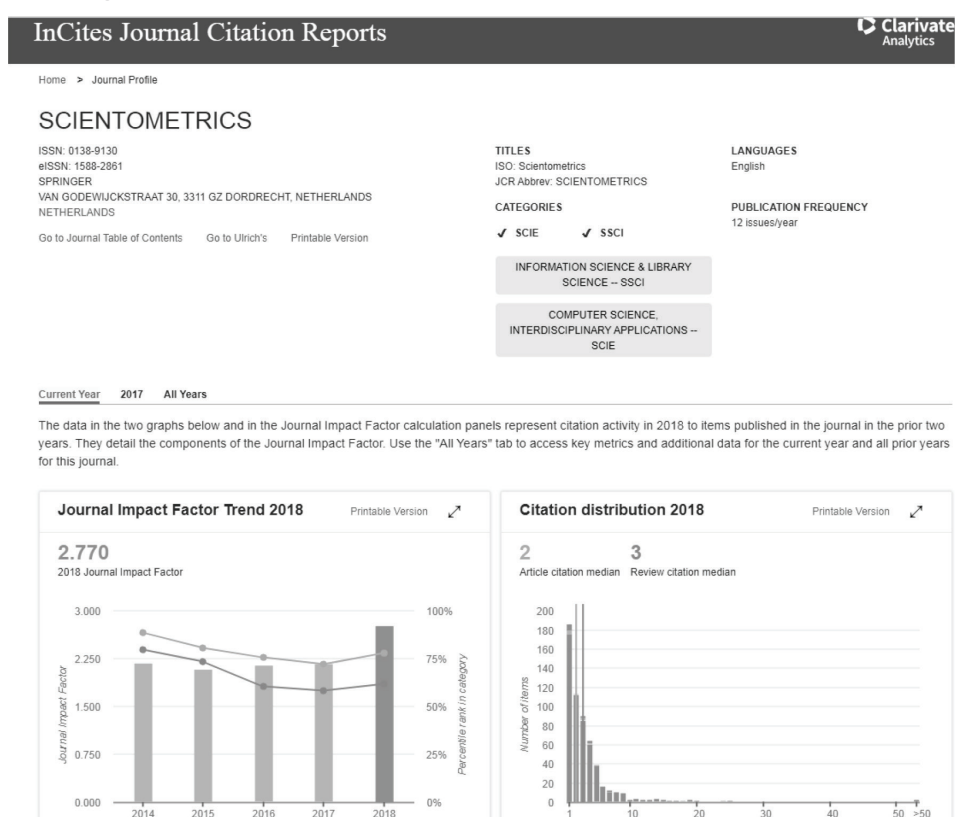 InCites Journal Citation Reports
Clarivate
Analytics
Home > Journal Profile
SCIENTOMETRICS
ISSN: 0138-9130
eISSN: 1588-2861
SPRINGER
VAN GODEWIJCKSTRAAT 30, 3311 GZ DORDRECHT, NETHERLANDS
NETHERLANDS
Go to Journal Table of Contents Go to Ulrich's Printable Version
TITLES
ISO: Scientometrics
JCR Abbrev: SCIENTOMETRICS
CATEGORIES
✓ SCIE ✓ SSCI
INFORMATION SCIENCE & LIBRARY
SCIENCE -- SSCI
COMPUTER SCIENCE,
INTERDISCIPLINARY APPLICATIONS --
SCIE
LANGUAGES
English
PUBLICATION FREQUENCY
12 issues/year
Current Year 2017 All Years
The data in the two graphs below and in the Journal Impact Factor calculation panels represent citation activity in 2018 to items published in the journal in the prior two
years. They detail the components of the Journal Impact Factor. Use the "All Years" tab to access key metrics and additional data for the current year and all prior years
for this journal.
Journal Impact Factor Trend 2018 Printable Version
2.770
2018 Journal Impact Factor
3.000
2.250
1.500
0.750
0.000
Journal Impact Factor
100%
75%
50%
25%
0%
Percentile rank in category
2014 2015 2016 2017 2018
Citation distribution 2018 Printable Version
2 3
Article citation median Review citation median
200
180
160
140
120
100
80
60
40
20
0
Number of items
1 10 20 30 40 50 >50